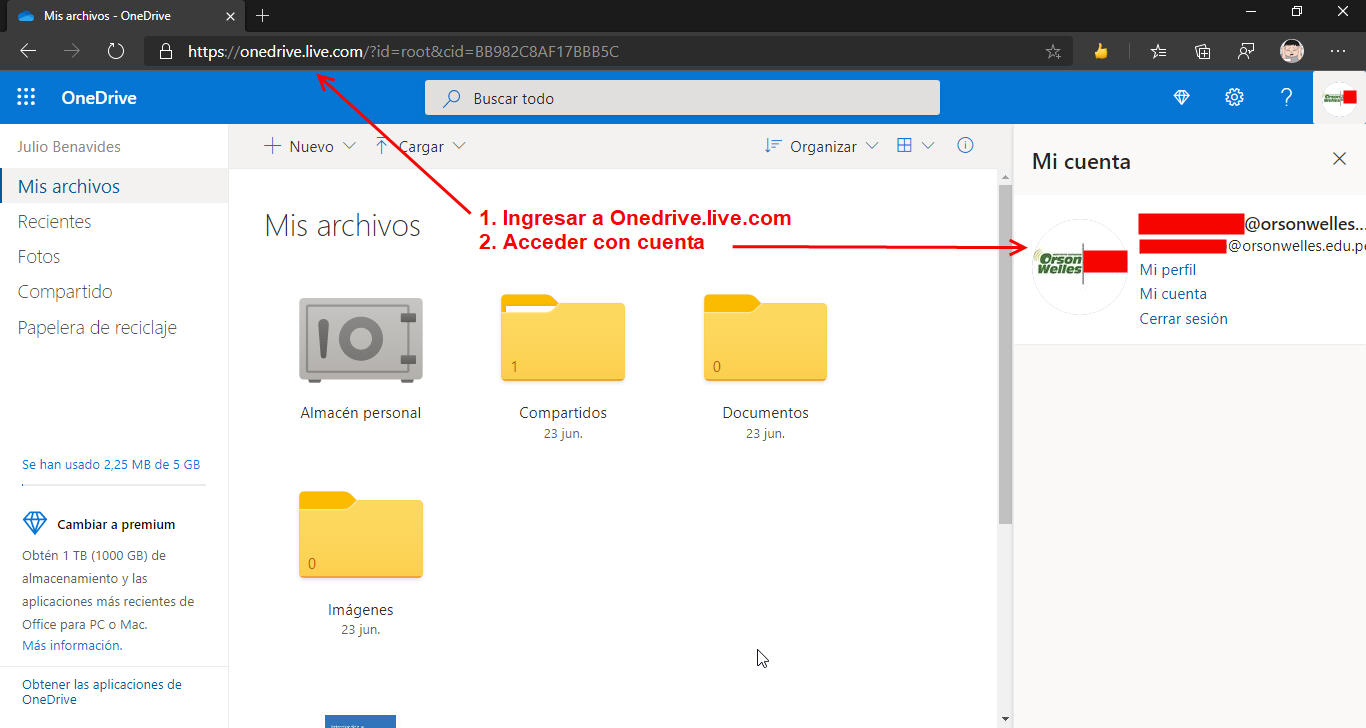 Mis archivos - OneDrive
https://onedrive.live.com/?id=root&cid=BB982C8AF17BBB5C
OneDrive
Buscar todo
Orson
Welles
Julio Benavides
Mis archivos
Recientes
Fotos
Compartido
Papelera de reciclaje
Se han usado 2,25 MB de 5 GB
Cambiar a premium
Obtén 1 TB (1000 GB) de
almacenamiento y las
aplicaciones más recientes de
Office para PC o Mac.
Más información.
Obtener las aplicaciones de
OneDrive
Nuevo
Cargar
Organizar
Mis archivos
1. Ingresar a Onedrive.live.com
2. Acceder con cuenta
Almacén personal
1
Compartidos
23 jun.
0
Documentos
23 jun.
0
Imágenes
23 jun.
Mi cuenta
Orson
Welles
@orsonwelles...
@orsonwelles.edu.pe
Mi perfil
Mi cuenta
Cerrar sesión